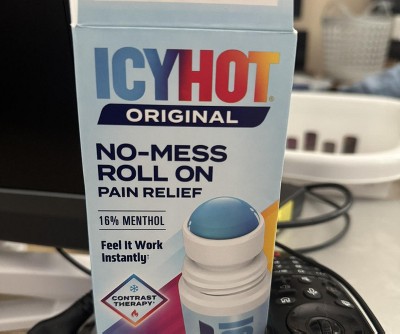 ICYHOT
ORIGINAL
NO-MESS
ROLL ON
PAIN RELIEF
16% MENTHOL
Feel It Work
Instantly†
CONTRAST
THERAPY